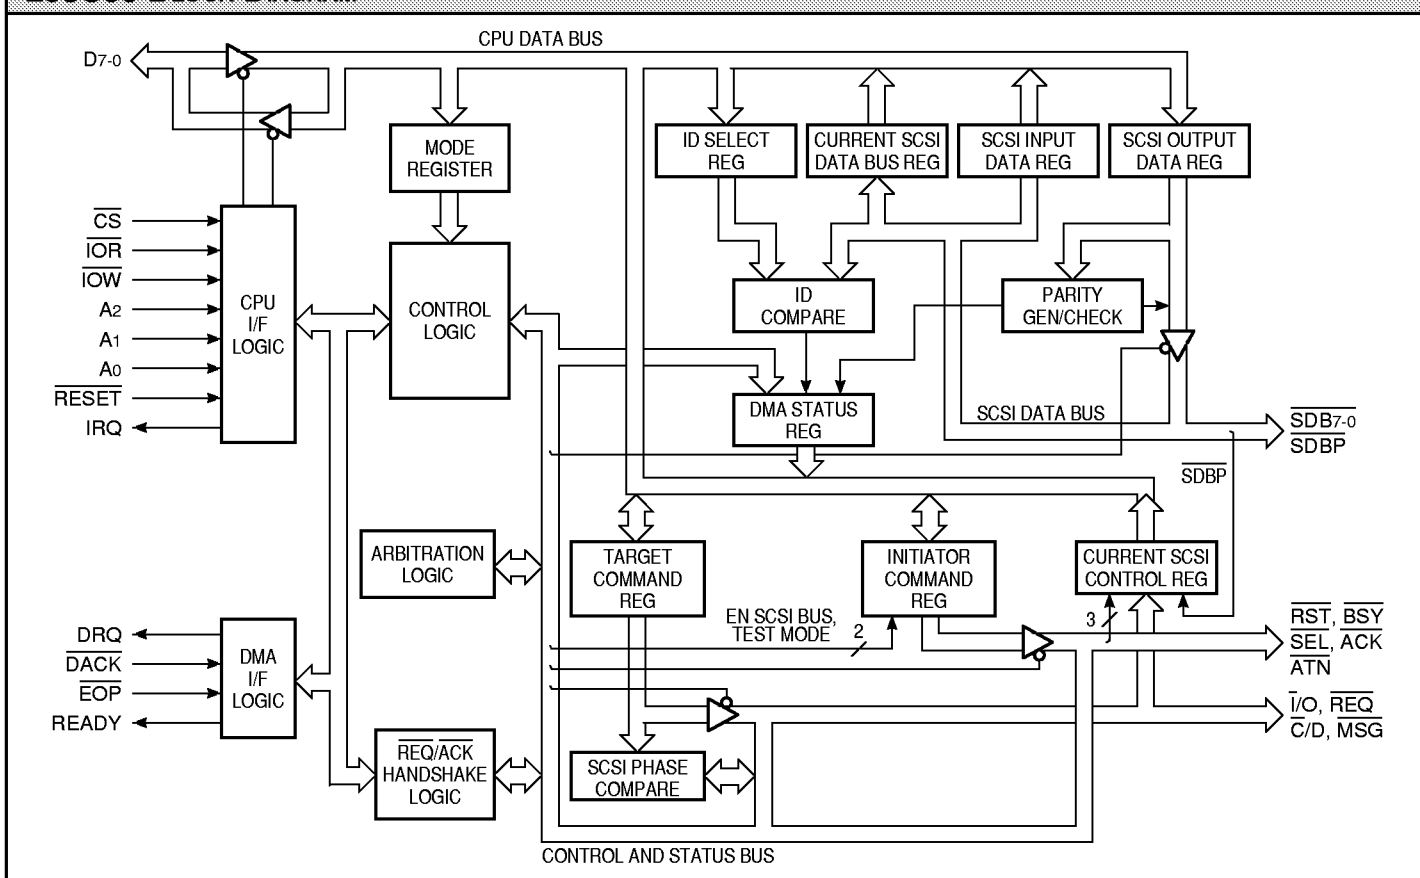 CPU DATA BUS
D7-0
MODE
REGISTER
ID SELECT
REG
CURRENT SCSI
DATA BUS REG
SCSI INPUT
DATA REG
SCSI OUTPUT
DATA REG
CS
IOR
IOW
A2
A1
A0
RESET
IRQ
CPU
I/F
LOGIC
CONTROL
LOGIC
ID
COMPARE
PARITY
GEN/CHECK
DMA STATUS
REG
SCSI DATA BUS
SDB7-0
SDBP
SDBP
ARBITRATION
LOGIC
TARGET
COMMAND
REG
INITIATOR
COMMAND
REG
CURRENT SCSI
CONTROL REG
EN SCSI BUS,
TEST MODE
2
3
RST, BSY
SEL, ACK
ATN
DRQ
DACK
EOP
READY
DMA
I/F
LOGIC
I/O, REQ
C/D, MSG
REQ/ACK
HANDSHAKE
LOGIC
SCSI PHASE
COMPARE
CONTROL AND STATUS BUS